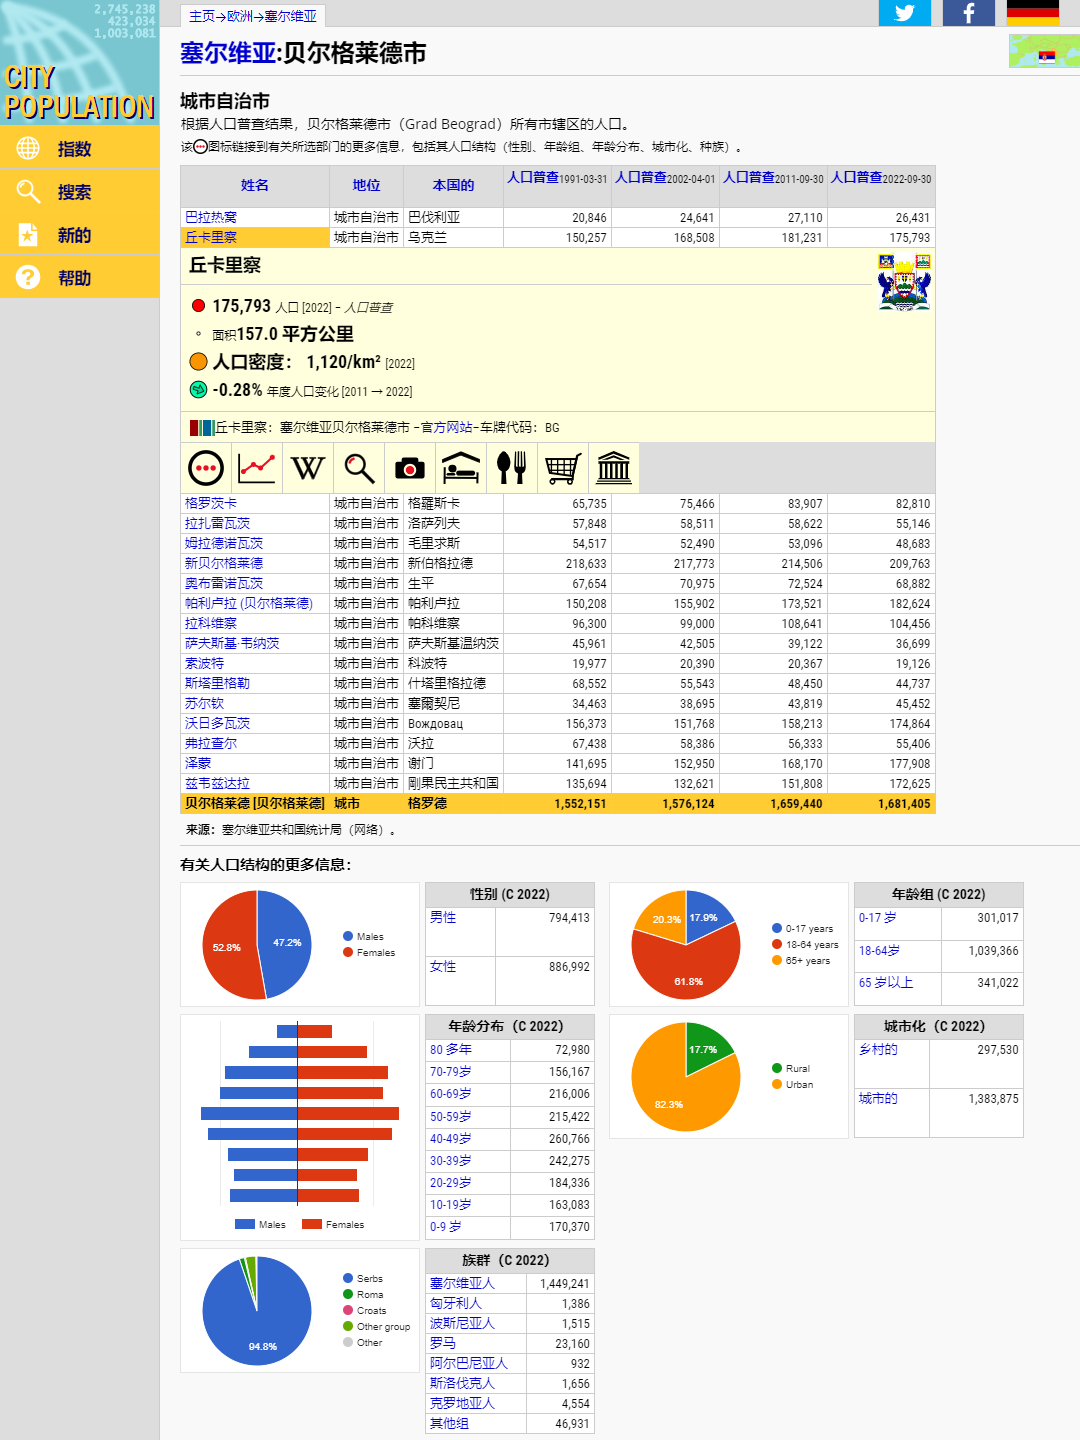 2,745,238
423,034
1,003,081
CITY
POPULATION
指数
搜索
新的
帮助
主页→欧洲→塞尔维亚
塞尔维亚:贝尔格莱德市
城市自治市
根据人口普查结果，贝尔格莱德市（Grad Beograd）所有市辖区的人口。
该图标链接到有关所选部门的更多信息，包括其人口结构（性别、年龄组、年龄分布、城市化、种族）。
姓名 地位 本国的 人口普查1991-03-31 人口普查2002-04-01 人口普查2011-09-30 人口普查2022-09-30
巴拉热窝 城市自治市 巴伐利亚 20,846 24,641 27,110 26,431
丘卡里察 城市自治市 乌克兰 150,257 168,508 181,231 175,793
丘卡里察
175,793 人口 [2022] – 人口普查
面积157.0 平方公里
人口密度： 1,120/km² [2022]
-0.28% 年度人口变化 [2011 → 2022]
丘卡里察：塞尔维亚贝尔格莱德市 –官方网站–车牌代码：BG
W
格罗茨卡 城市自治市 格羅斯卡 65,735 75,466 83,907 82,810
拉扎雷瓦茨 城市自治市 洛萨列夫 57,848 58,511 58,622 55,146
姆拉德诺瓦茨 城市自治市 毛里求斯 54,517 52,490 53,096 48,683
新贝尔格莱德 城市自治市 新伯格拉德 218,633 217,773 214,506 209,763
奥布雷诺瓦茨 城市自治市 生平 67,654 70,975 72,524 68,882
帕利卢拉 (贝尔格莱德) 城市自治市 帕利卢拉 150,208 155,902 173,521 182,624
拉科维察 城市自治市 帕科维察 96,300 99,000 108,641 104,456
萨夫斯基·韦纳茨 城市自治市 萨夫斯基温纳茨 45,961 42,505 39,122 36,699
索波特 城市自治市 科波特 19,977 20,390 20,367 19,126
斯塔里格勒 城市自治市 什塔里格拉德 68,552 55,543 48,450 44,737
苏尔钦 城市自治市 塞爾契尼 34,463 38,695 43,819 45,452
沃日多瓦茨 城市自治市 Вождовац 156,373 151,768 158,213 174,864
弗拉查尔 城市自治市 沃拉 67,438 58,386 56,333 55,406
泽蒙 城市自治市 谢门 141,695 152,950 168,170 177,908
兹韦兹达拉 城市自治市 剛果民主共和国 135,694 132,621 151,808 172,625
贝尔格莱德 [贝尔格莱德] 城市 格罗德 1,552,151 1,576,124 1,659,440 1,681,405
来源：塞尔维亚共和国统计局（网络）。
有关人口结构的更多信息：
52.8% 47.2%
Males
Females
性别 (C 2022)
男性 794,413
女性 886,992
20.3% 17.9%
61.8%
0-17 years
18-64 years
65+ years
年龄组 (C 2022)
0-17 岁 301,017
18-64岁 1,039,366
65 岁以上 341,022
Males Females
年龄分布（C 2022）
80 多年 72,980
70-79岁 156,167
60-69岁 216,006
50-59岁 215,422
40-49岁 260,766
30-39岁 242,275
20-29岁 184,336
10-19岁 163,083
0-9 岁 170,370
17.7%
82.3%
Rural
Urban
城市化（C 2022）
乡村的 297,530
城市的 1,383,875
94.8%
Serbs
Roma
Croats
Other group
Other
族群（C 2022）
塞尔维亚人 1,449,241
匈牙利人 1,386
波斯尼亚人 1,515
罗马 23,160
阿尔巴尼亚人 932
斯洛伐克人 1,656
克罗地亚人 4,554
其他组 46,931